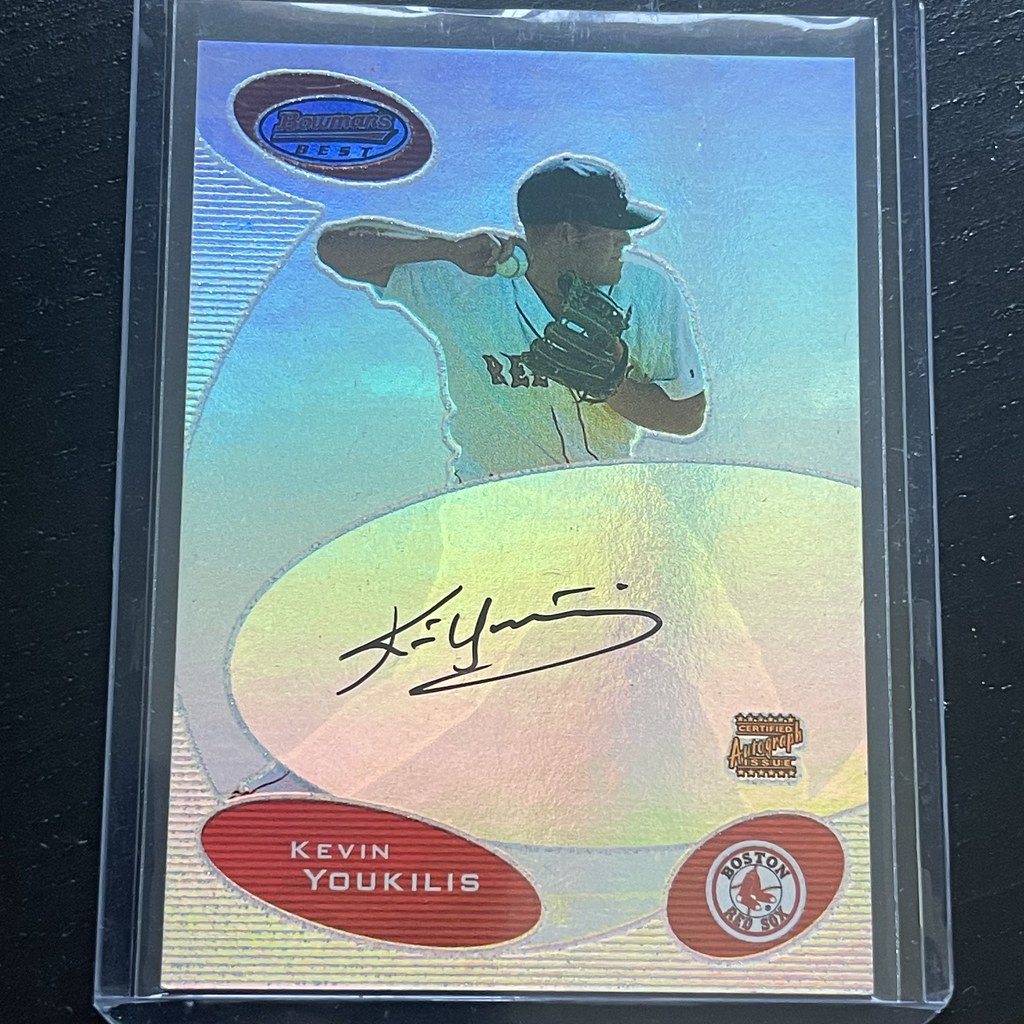 Bowman's
BEST
RED
CERTIFIED
Autograph
ISSUE
KEVIN
YOUKILIS
BOSTON
RED SOX